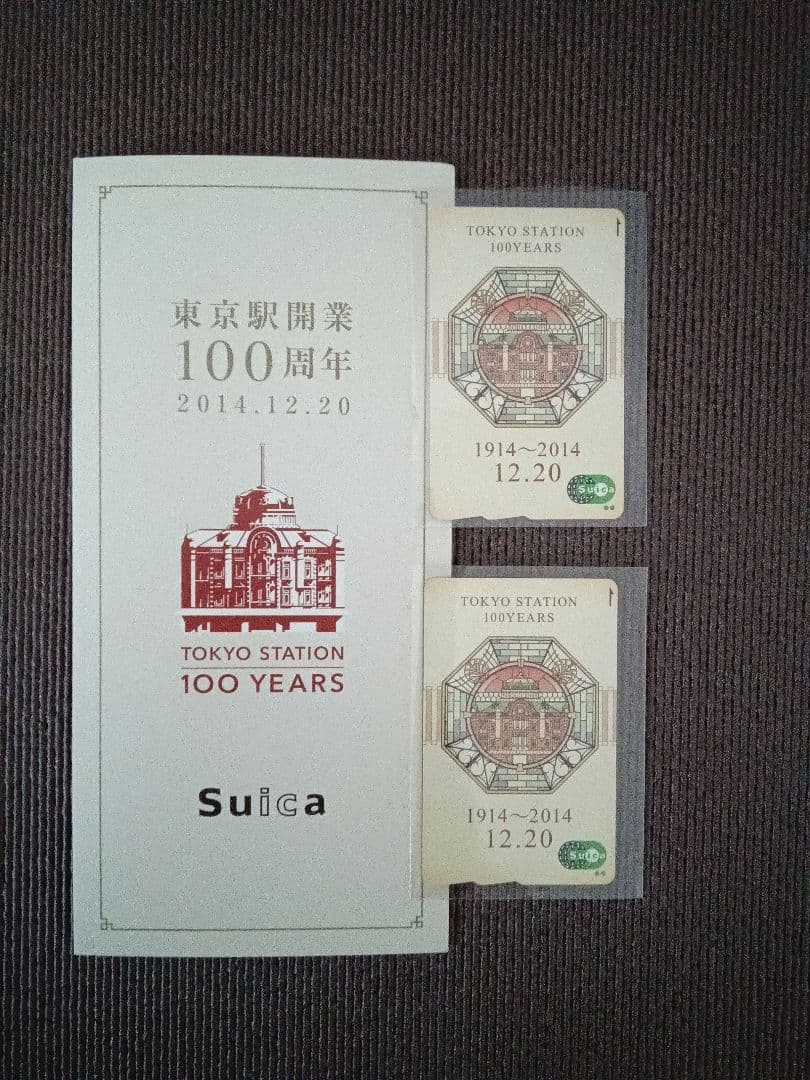 東京駅開業
100周年
2014.12.20
TOKYO STATION
100 YEARS
Suica
TOKYO STATION
100YEARS
1914～2014
12.20
Suica
TOKYO STATION
100YEARS
1914～2014
12.20
Suica